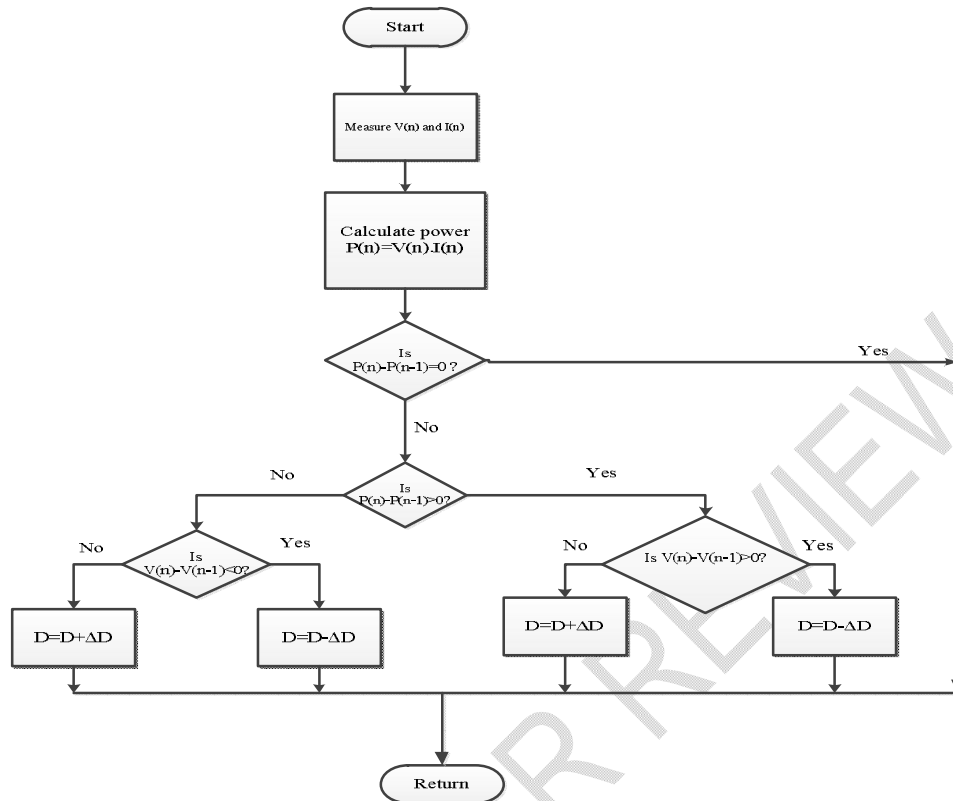 Start
Measure V(n) and I(n)
Calculate power
P(n)=V(n).I(n)
Is
P(n)-P(n-1)=0 ?
Yes
No
Is
P(n)-P(n-1)>0?
No
Yes
Is
V(n)-V(n-1)<0?
No
Yes
Is V(n)-V(n-1)>0?
No
Yes
D=D+ΔD
D=D-ΔD
D=D+ΔD
D=D-ΔD
Return
R REVIEW